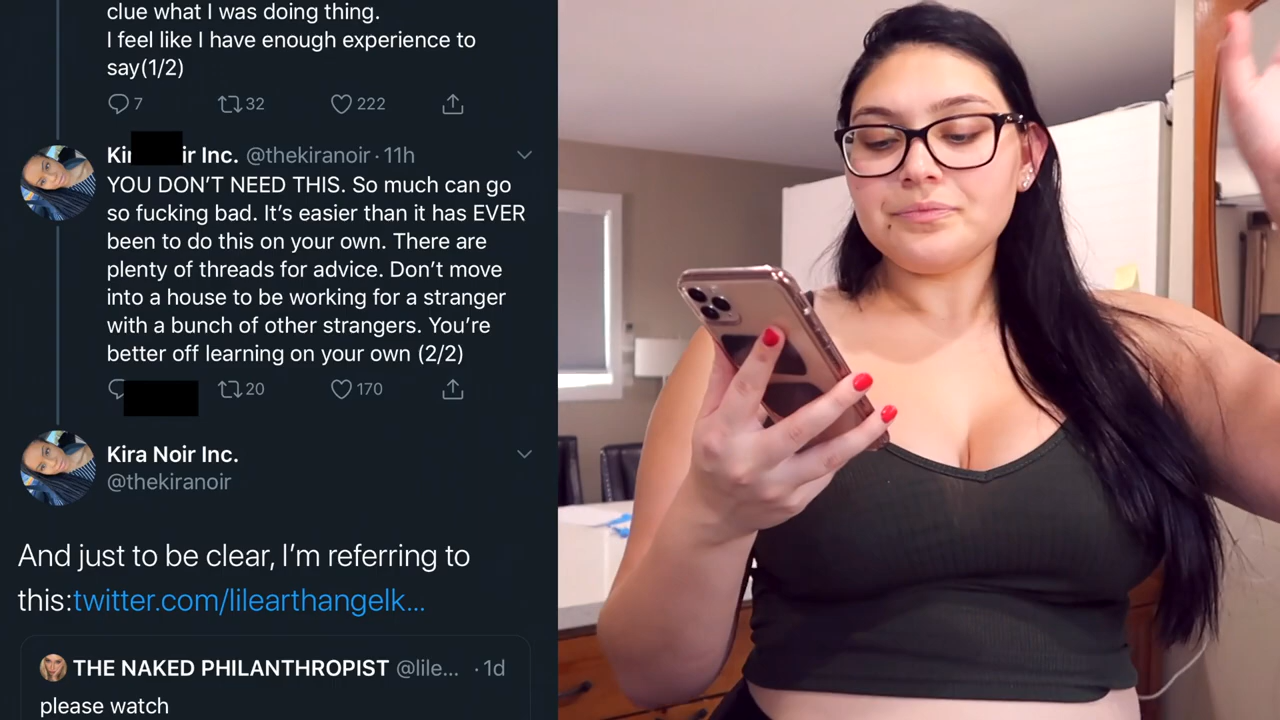 clue what I was doing thing.
I feel like I have enough experience to
say(1/2)
7 32 222
Kir ir Inc. @thekiranoir · 11h
YOU DON'T NEED THIS. So much can go
so fucking bad. It's easier than it has EVER
been to do this on your own. There are
plenty of threads for advice. Don't move
into a house to be working for a stranger
with a bunch of other strangers. You're
better off learning on your own (2/2)
20 170
Kira Noir Inc.
@thekiranoir
And just to be clear, I'm referring to
this:twitter.com/lilearthangelk...
THE NAKED PHILANTHROPIST @lile... · 1d
please watch